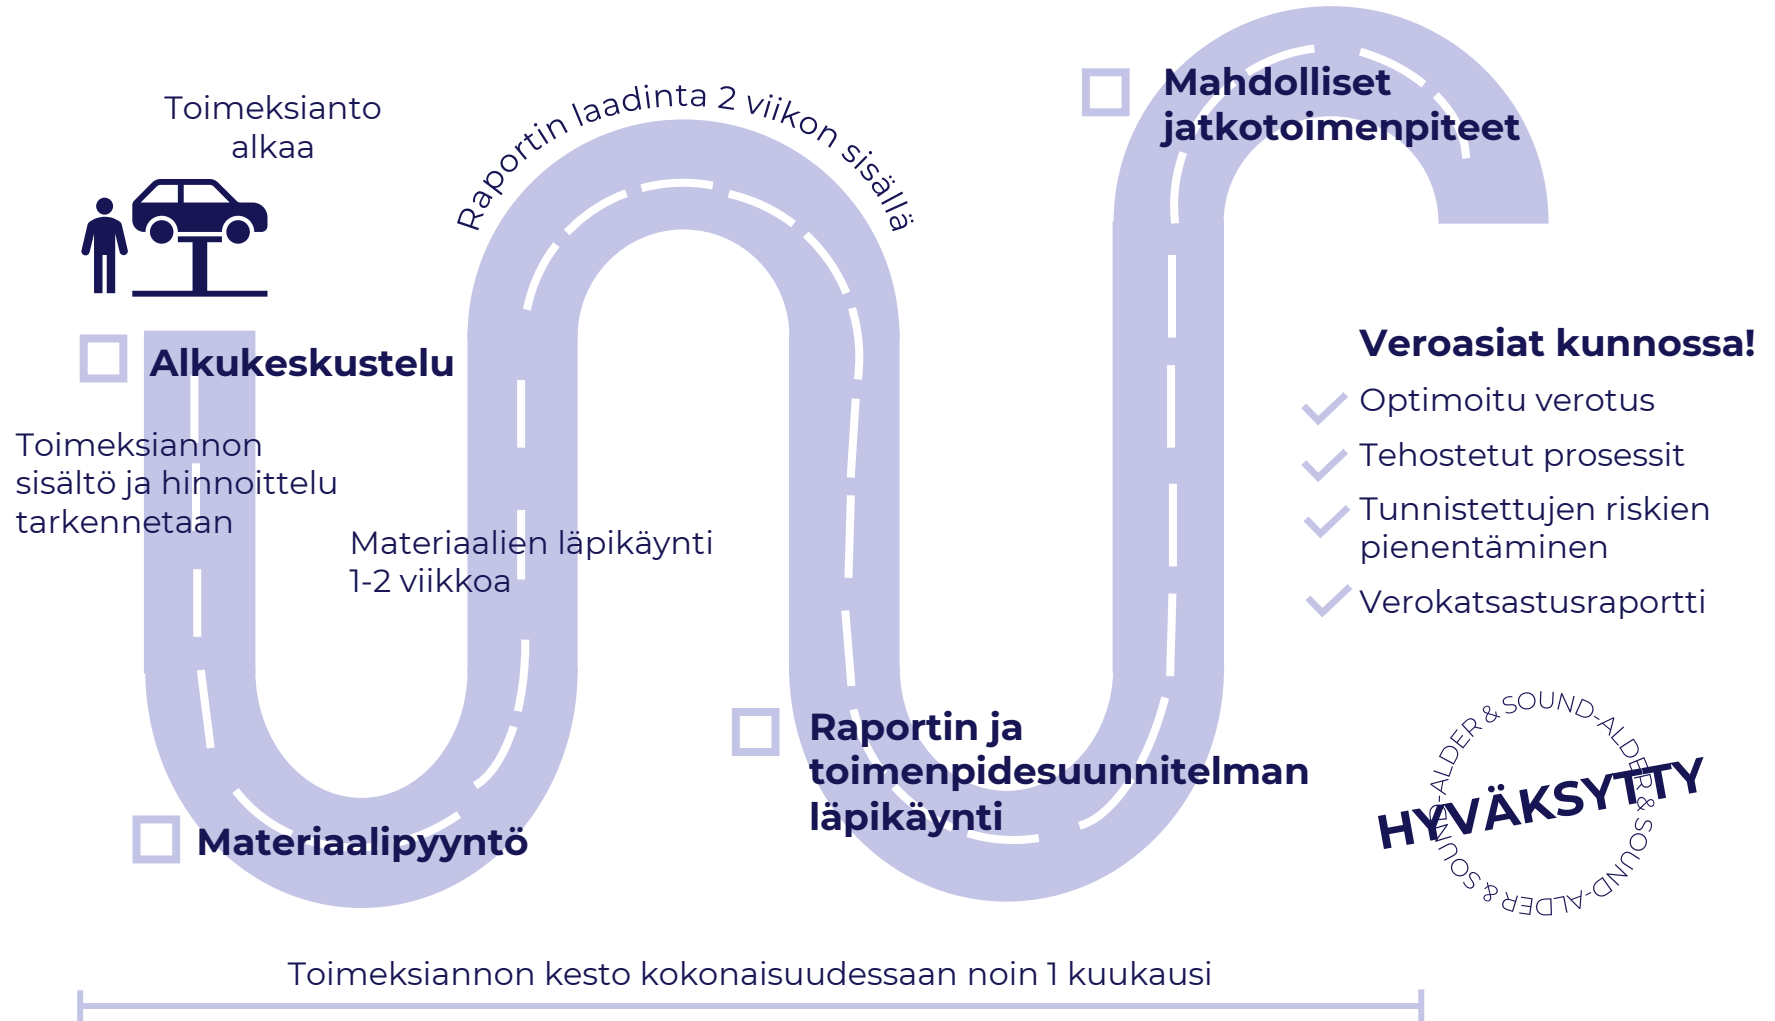 Toimeksianto
alkaa
Alkukeskustelu
Toimeksiannon
sisältö ja hinnoittelu
tarkennetaan
Materiaalipyyntö
Materiaalien läpikäynti
1-2 viikkoa
Raportin laadinta 2 viikon sisällä
Raportin ja
toimenpidesuunnitelman
läpikäynti
Mahdolliset
jatkotoimenpiteet
Veroasiat kunnossa!
Optimoitu verotus
Tehostetut prosessit
Tunnistettujen riskien
pienentäminen
Verokatsastusraportti
ALDER & SOUND-ALDER & SOUND-ALDER & SOUND-
HYVÄKSYTTY
Toimeksiannon kesto kokonaisuudessaan noin 1 kuukausi